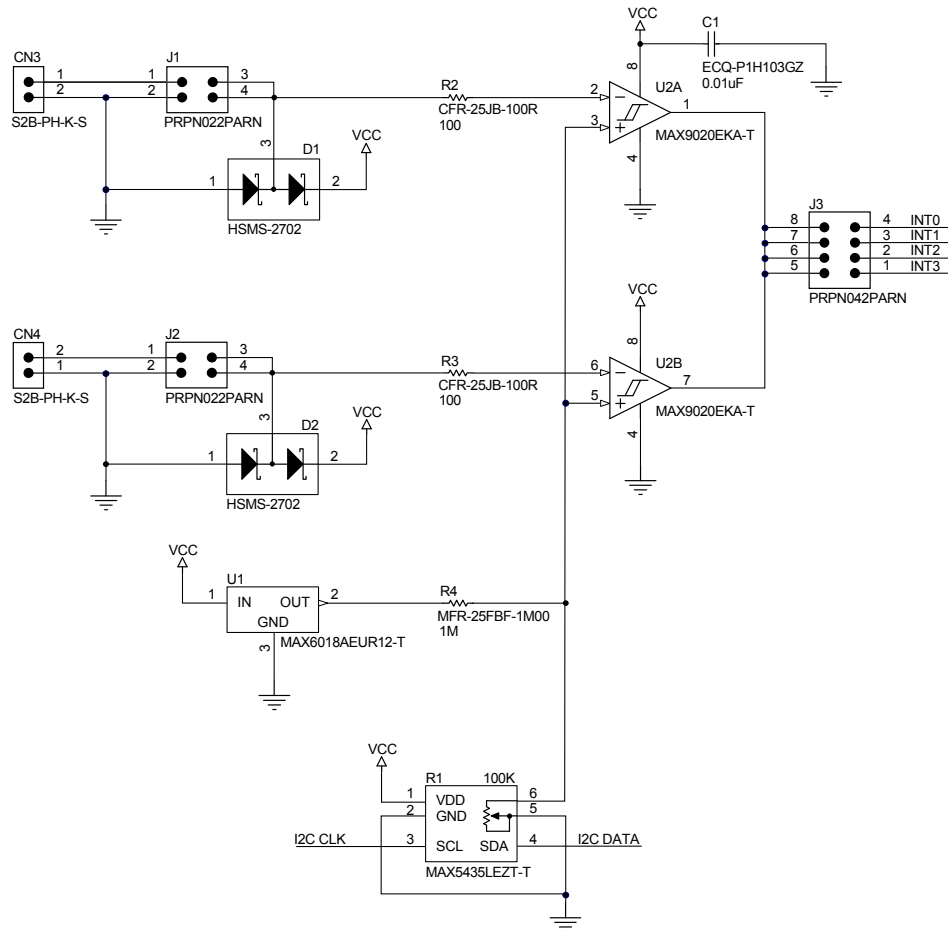 VCC
C1
CN3
J1
8
ECQ-P1H103GZ
0.01uF
1
1
3
2
2
4
R2
2
U2A
1
S2B-PH-K-S
PRPN022PARN
CFR-25JB-100R
100
3
MAX9020EKA-T
3
D1
VCC
4
1
2
HSMS-2702
J3
8
4
INT0
7
3
INT1
6
2
INT2
5
1
INT3
PRPN042PARN
VCC
CN4
J2
8
2
1
3
1
2
4
R3
6
U2B
7
S2B-PH-K-S
PRPN022PARN
CFR-25JB-100R
100
5
MAX9020EKA-T
3
D2
VCC
4
1
2
HSMS-2702
VCC
U1
1
IN
OUT
2
R4
GND
MFR-25FBF-1M00
1M
3
MAX6018AEUR12-T
VCC
R1
100K
1
VDD
6
2
GND
5
I2C CLK
3
SCL
SDA
4
I2C DATA
MAX5435LEZT-T